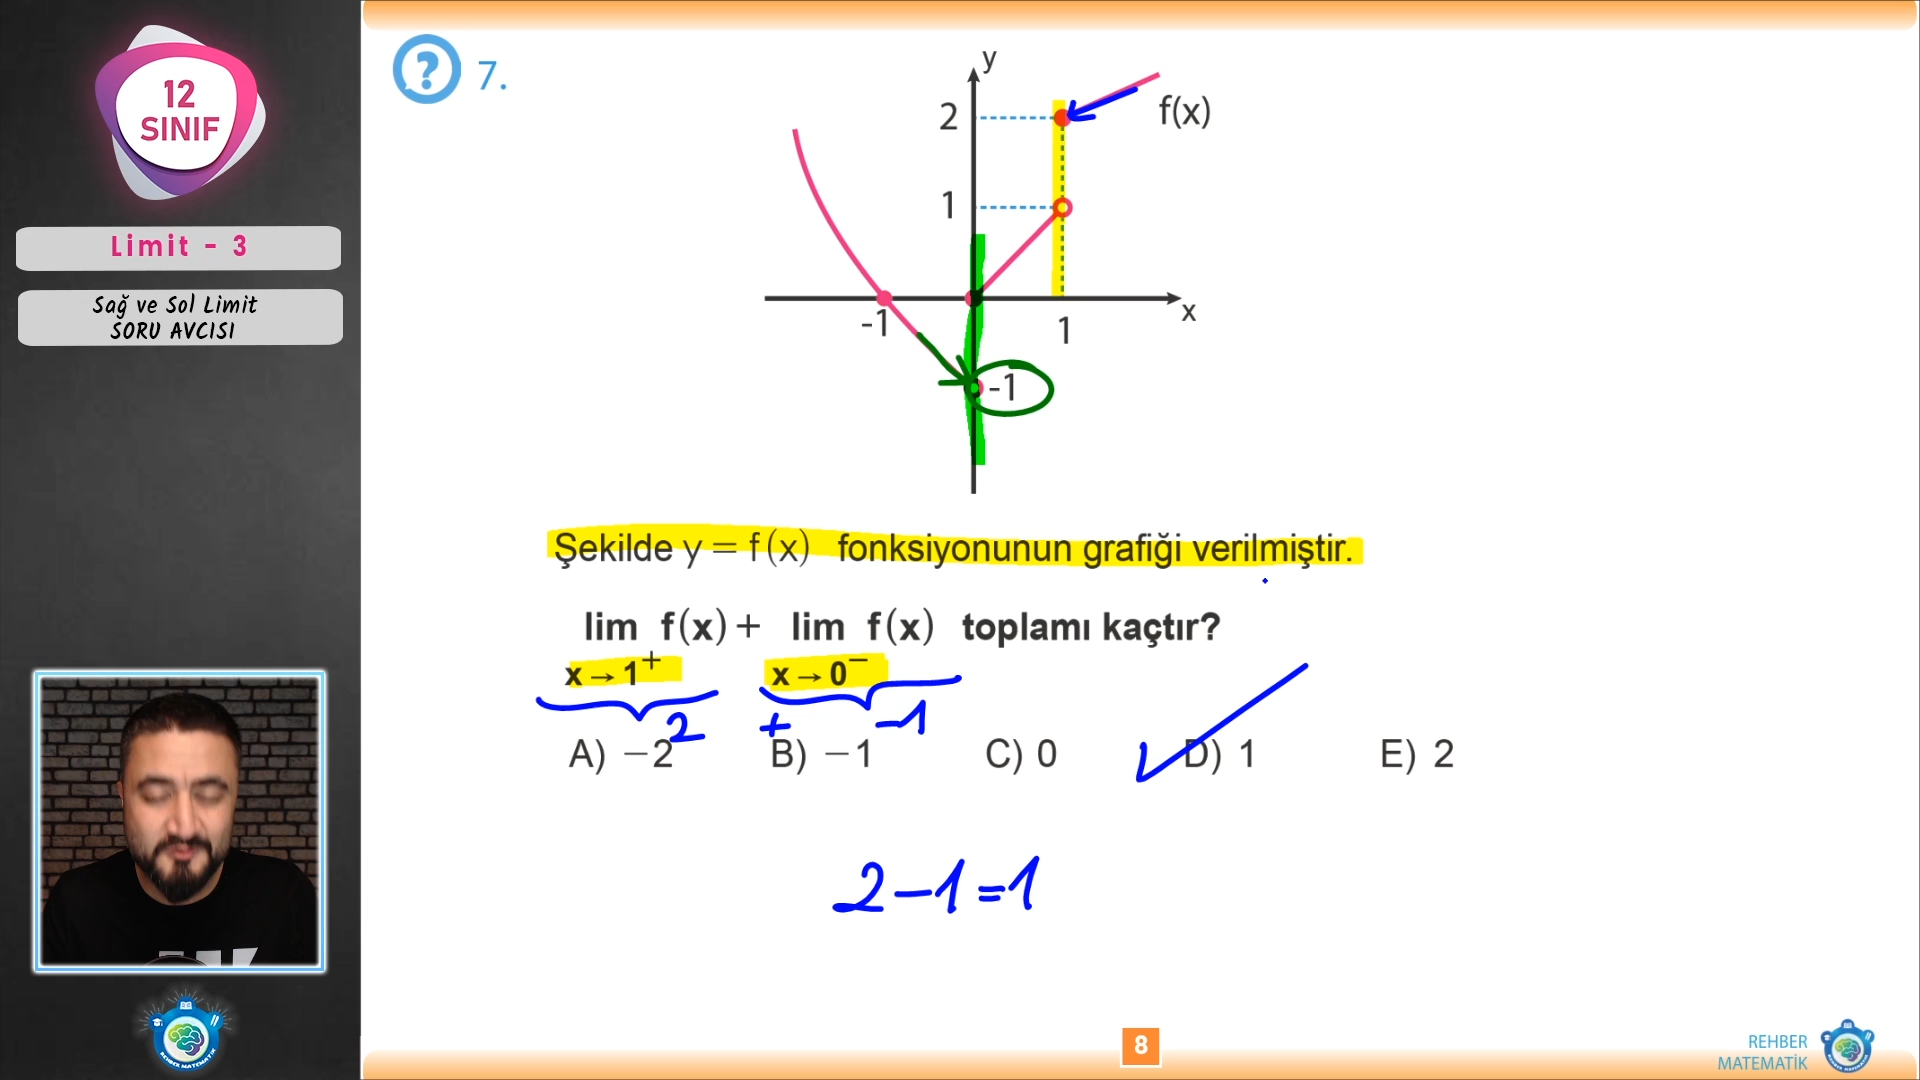 12
SINIF
Limit - 3
Sağ ve Sol Limit
SORU AVCISI
? 7.
y
2
f(x)
1
-1
1
x
-1
Şekilde y = f(x) fonksiyonunun grafiği verilmiştir.
lim f(x) + lim f(x) toplamı kaçtır?
x→1⁺ x→0⁻
2 + -1
A) −2 B) −1 C) 0 D) 1 E) 2
2-1=1
8
REHBER
MATEMATİK